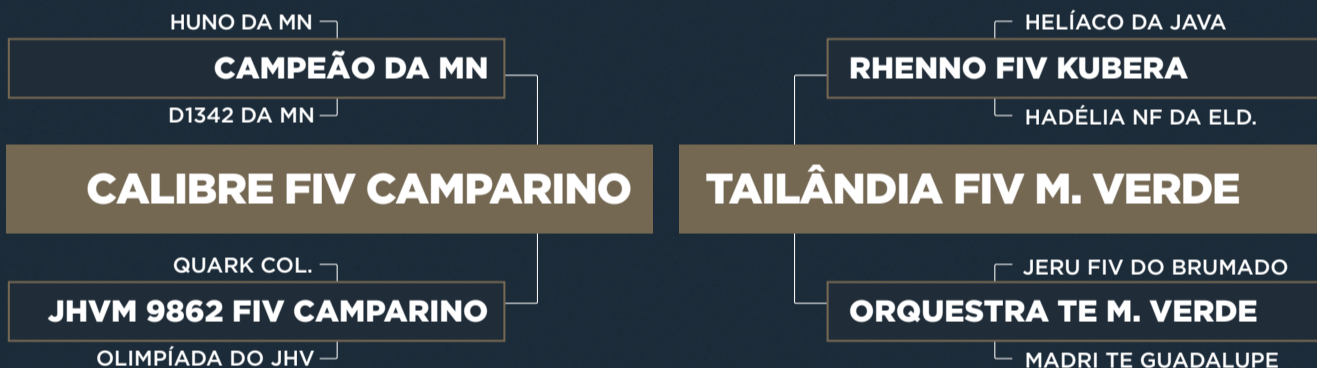 HUNO DA MN
CAMPEÃO DA MN
D1342 DA MN
CALIBRE FIV CAMPARINO
QUARK COL.
JHVM 9862 FIV CAMPARINO
OLIMPÍADA DO JHV
HELÍACO DA JAVA
RHENNO FIV KUBERA
HADÉLIA NF DA ELD.
TAILÂNDIA FIV M. VERDE
JERU FIV DO BRUMADO
ORQUESTRA TE M. VERDE
MADRI TE GUADALUPE